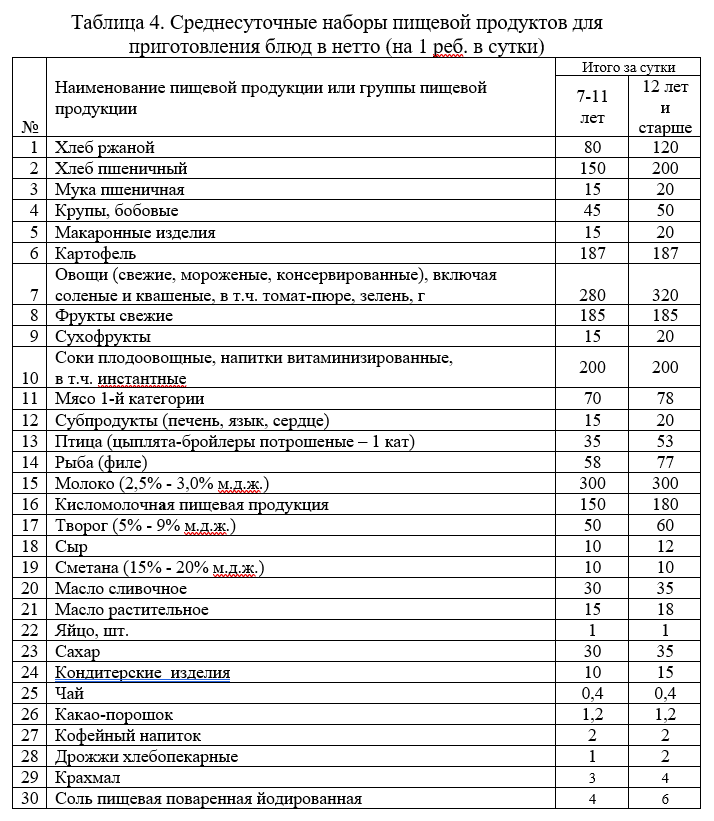 Таблица 4. Среднесуточные наборы пищевой продуктов для
приготовления блюд в нетто (на 1 реб. в сутки)
№
Наименование пищевой продукции или группы пищевой
продукции
Итого за сутки
7-11
лет
12 лет
и
старше
1 Хлеб ржаной 80 120
2 Хлеб пшеничный 150 200
3 Мука пшеничная 15 20
4 Крупы, бобовые 45 50
5 Макаронные изделия 15 20
6 Картофель 187 187
Овощи (свежие, мороженые, консервированные), включая
7 соленые и квашеные, в т.ч. томат-пюре, зелень, г 280 320
8 Фрукты свежие 185 185
9 Сухофрукты 15 20
Соки плодоовощные, напитки витаминизированные,
10 в т.ч. инстантные 200 200
11 Мясо 1-й категории 70 78
12 Субпродукты (печень, язык, сердце) 15 20
13 Птица (цыплята-бройлеры потрошеные – 1 кат) 35 53
14 Рыба (филе) 58 77
15 Молоко (2,5% - 3,0% м.д.ж.) 300 300
16 Кисломолочная пищевая продукция 150 180
17 Творог (5% - 9% м.д.ж.) 50 60
18 Сыр 10 12
19 Сметана (15% - 20% м.д.ж.) 10 10
20 Масло сливочное 30 35
21 Масло растительное 15 18
22 Яйцо, шт. 1 1
23 Сахар 30 35
24 Кондитерские изделия 10 15
25 Чай 0,4 0,4
26 Какао-порошок 1,2 1,2
27 Кофейный напиток 2 2
28 Дрожжи хлебопекарные 1 2
29 Крахмал 3 4
30 Соль пищевая поваренная йодированная 4 6